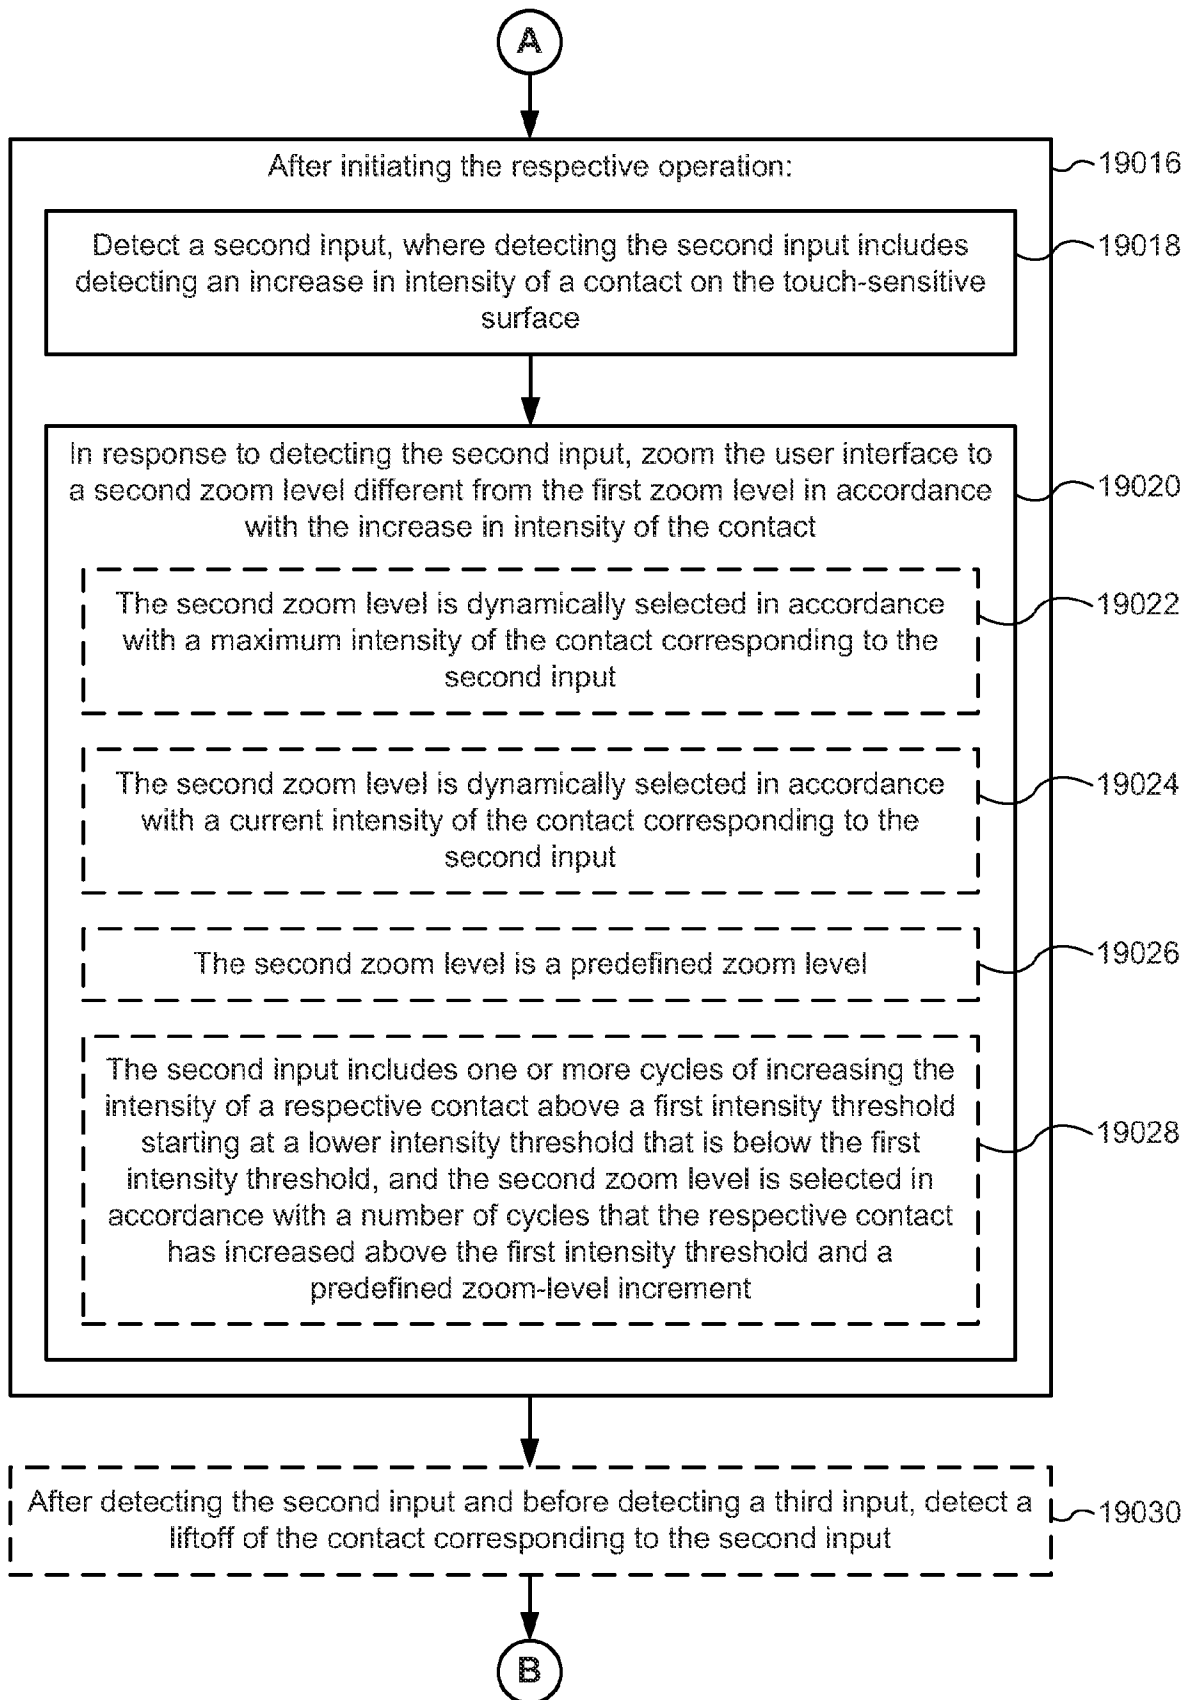 A
After initiating the respective operation:
19016
Detect a second input, where detecting the second input includes
detecting an increase in intensity of a contact on the touch-sensitive
surface
19018
In response to detecting the second input, zoom the user interface to
a second zoom level different from the first zoom level in accordance
with the increase in intensity of the contact
19020
The second zoom level is dynamically selected in accordance
with a maximum intensity of the contact corresponding to the
second input
19022
The second zoom level is dynamically selected in accordance
with a current intensity of the contact corresponding to the
second input
19024
The second zoom level is a predefined zoom level
19026
The second input includes one or more cycles of increasing the
intensity of a respective contact above a first intensity threshold
starting at a lower intensity threshold that is below the first
intensity threshold, and the second zoom level is selected in
accordance with a number of cycles that the respective contact
has increased above the first intensity threshold and a
predefined zoom-level increment
19028
After detecting the second input and before detecting a third input, detect a
liftoff of the contact corresponding to the second input
19030
B